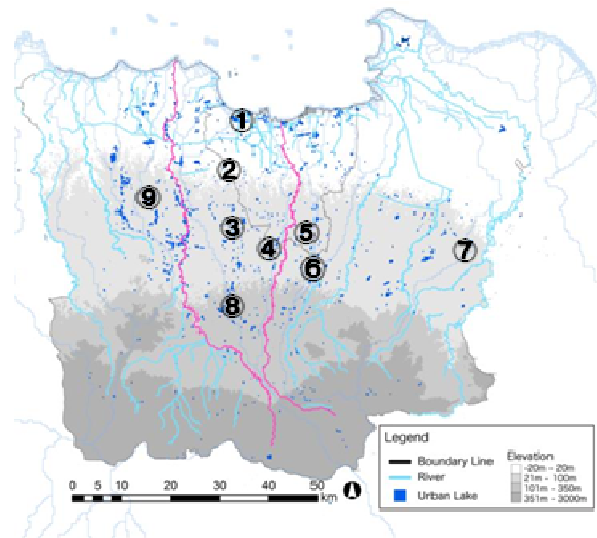 1
2
9
3
5
4
7
6
8
Legend
Boundary Line
River
Urban Lake
Elevation
-20m - 20m
21m - 100m
101m - 350m
351m - 3000m
0 5 10 20 30 40 50
km